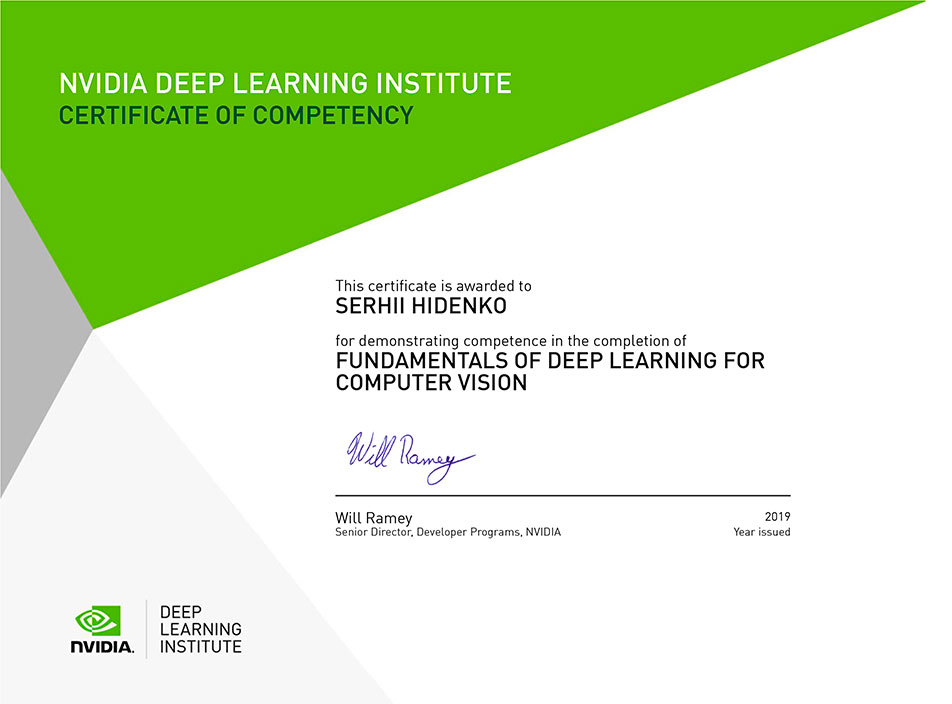 NVIDIA DEEP LEARNING INSTITUTE
CERTIFICATE OF COMPETENCY
This certificate is awarded to
SERHII HIDENKO
for demonstrating competence in the completion of
FUNDAMENTALS OF DEEP LEARNING FOR
COMPUTER VISION
Will Ramey
Will Ramey
2019
Senior Director, Developer Programs, NVIDIA
Year issued
NVIDIA.
DEEP
LEARNING
INSTITUTE